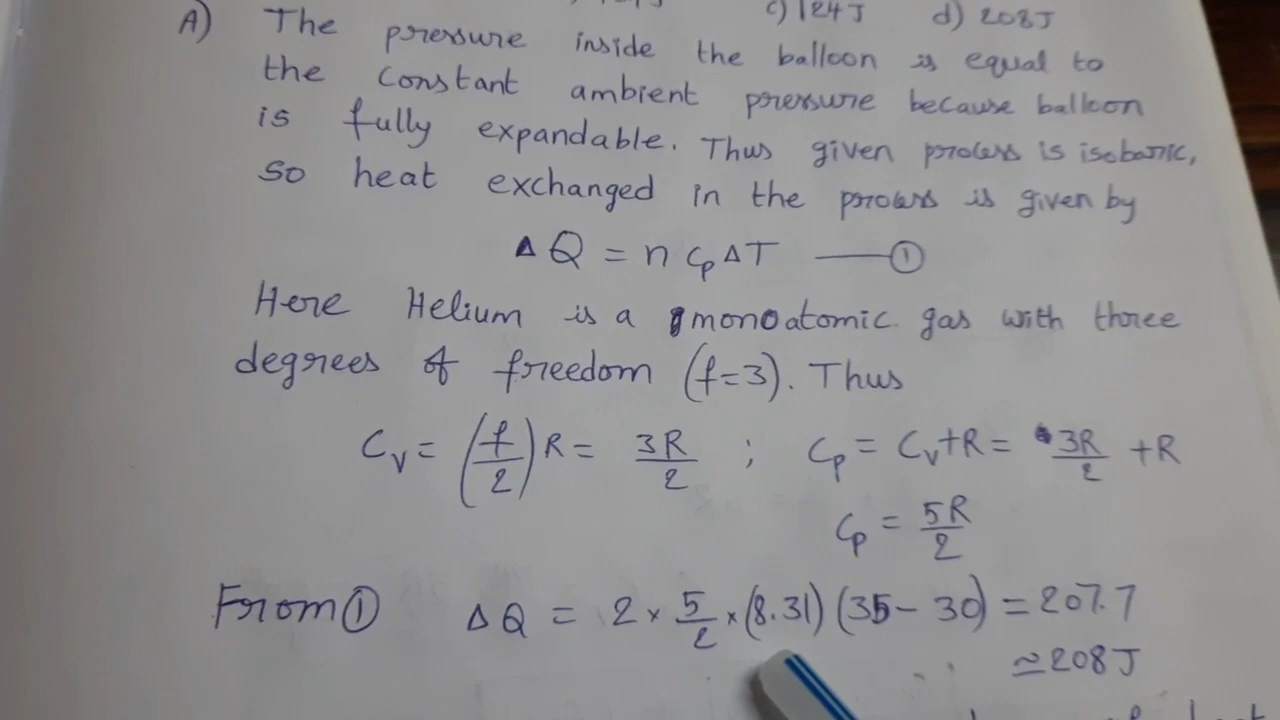 c) 124J d) 208J
A) The pressure inside the balloon is equal to
the constant ambient pressure because balloon
is fully expandable. Thus given process is isobaric,
so heat exchanged in the process is given by
ΔQ = n Cp ΔT —— ①
Here Helium is a monoatomic gas with three
degrees of freedom (f=3). Thus
Cv = (f/2) R = 3R/2 ; Cp = Cv+R = 3R/2 + R
Cp = 5R/2
From ① ΔQ = 2 × 5/2 × (8.31) (35 - 30) = 207.7
≃ 208 J